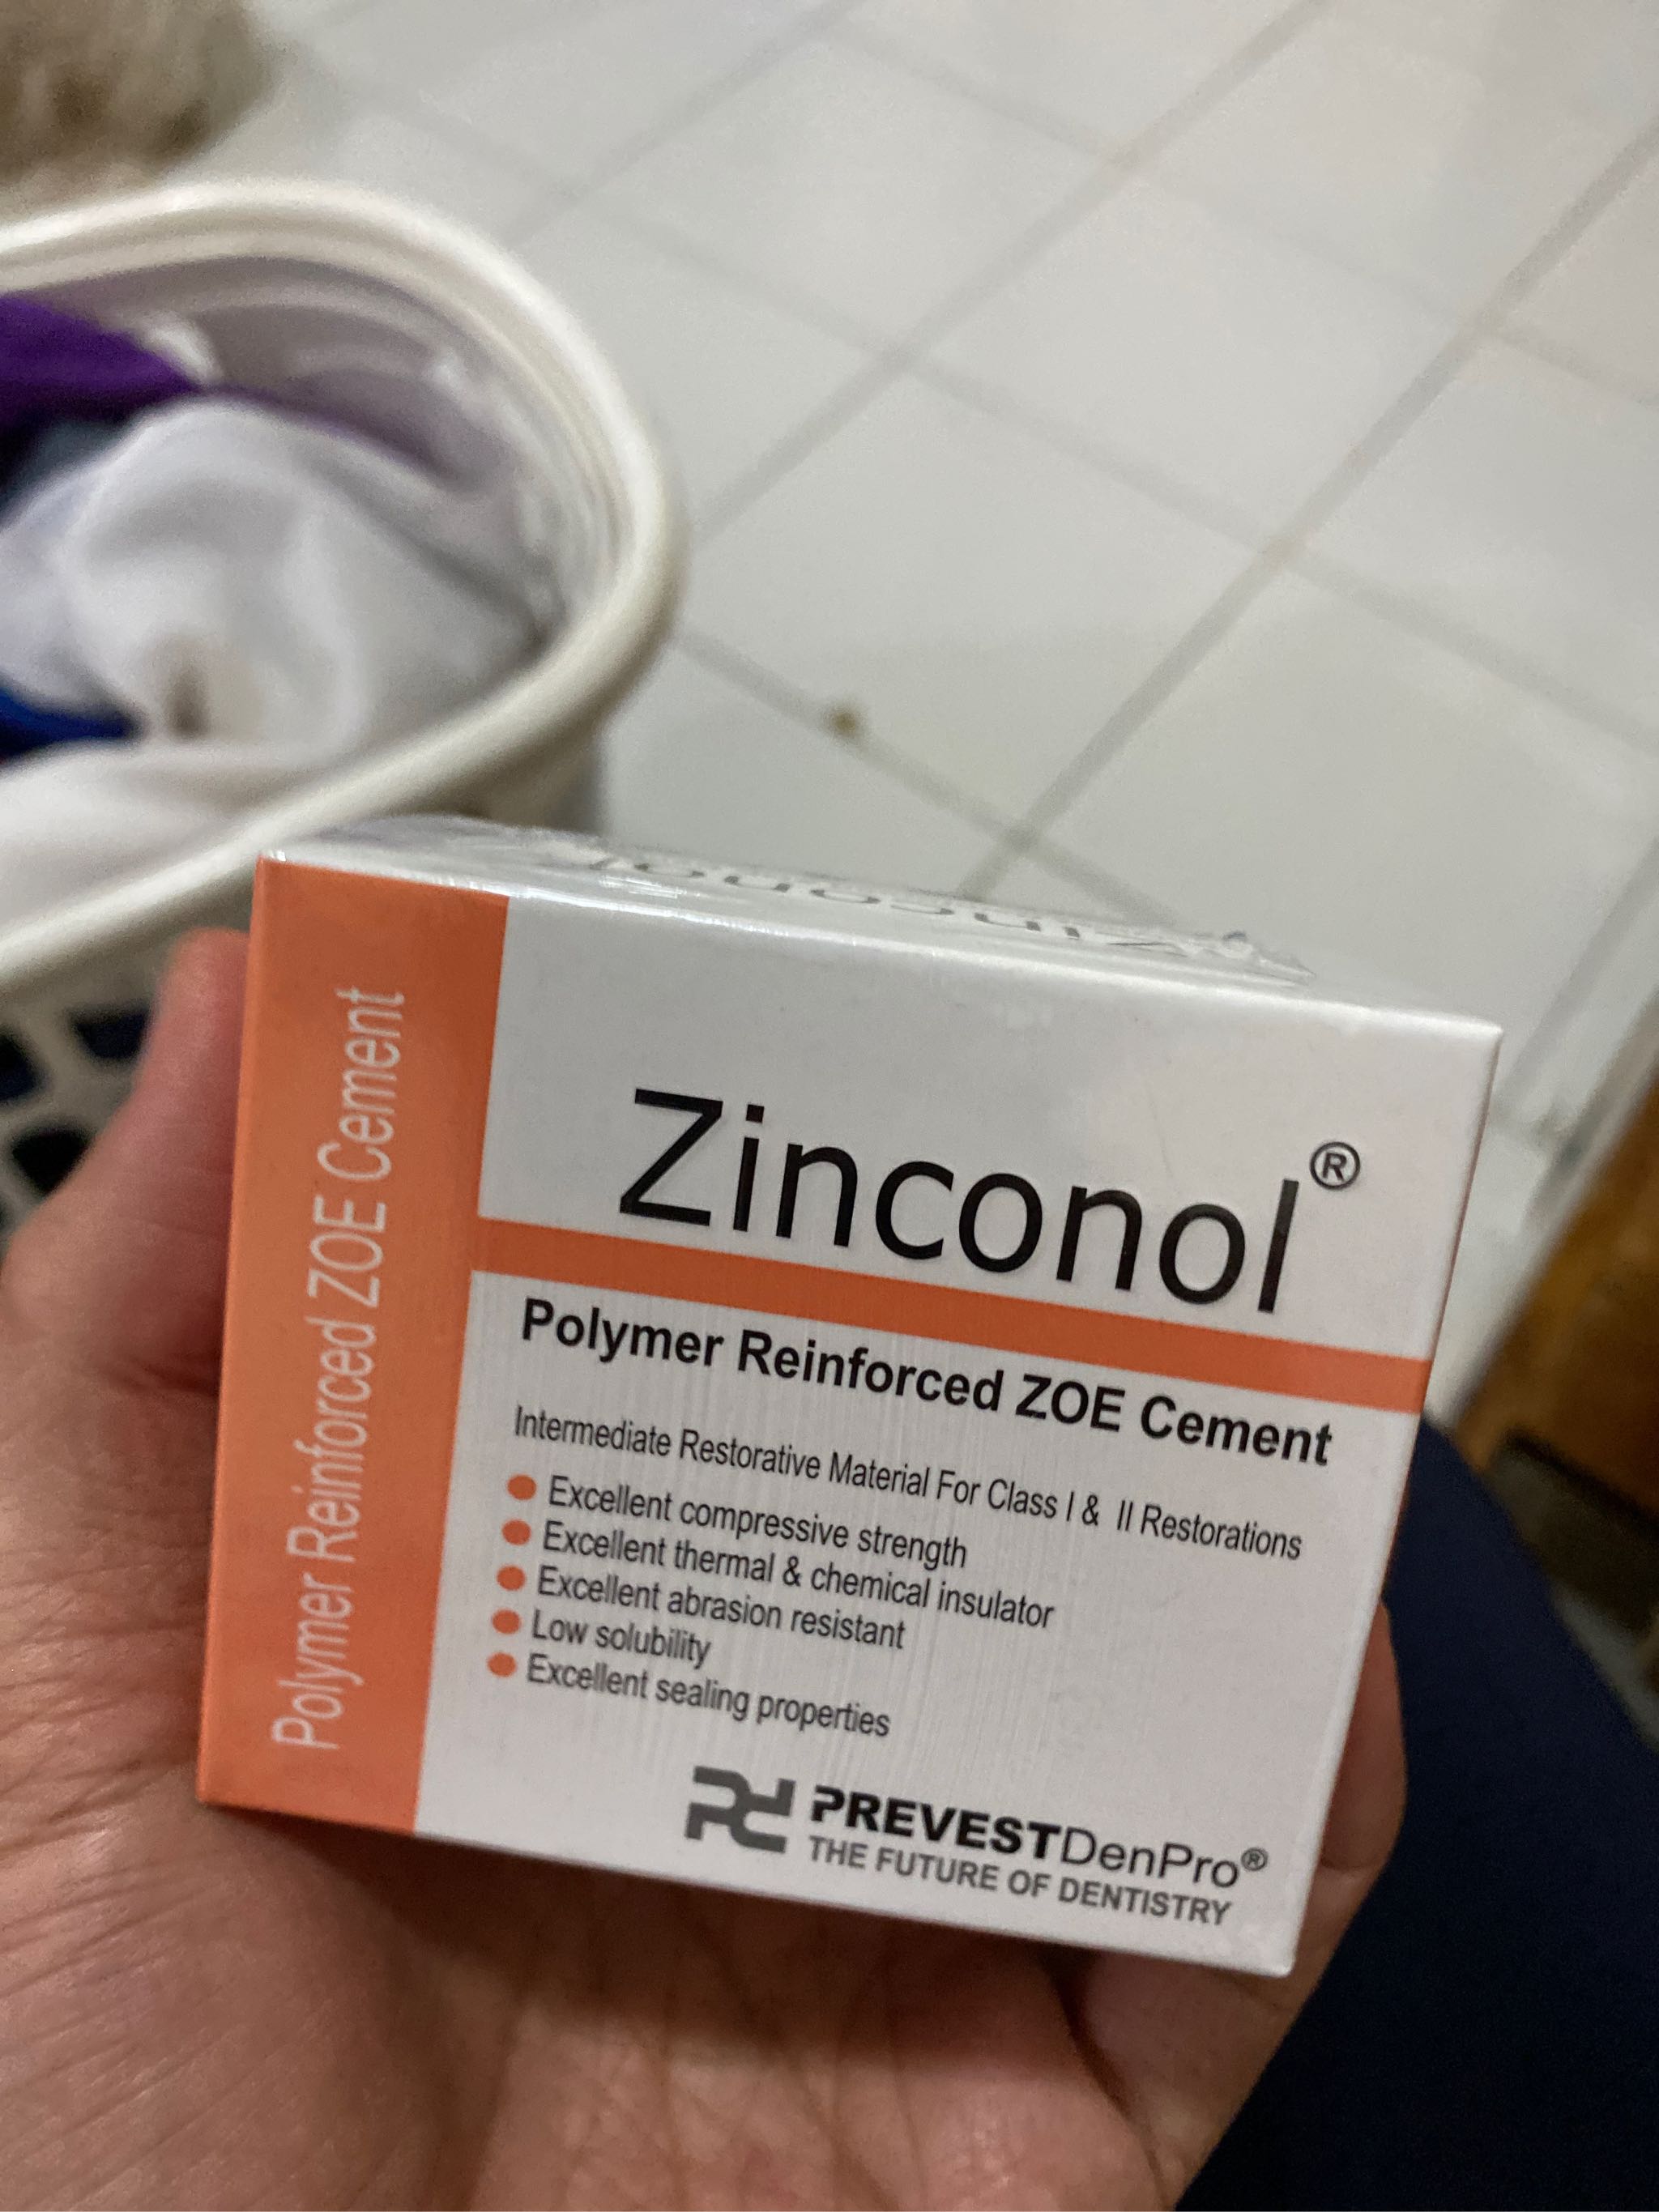 Zinconol
Zinconol®
Polymer Reinforced ZOE Cement
Intermediate Restorative Material For Class I & II Restorations
Excellent compressive strength
Excellent thermal & chemical insulator
Excellent abrasion resistant
Low solubility
Excellent sealing properties
PREVESTDenPro®
THE FUTURE OF DENTISTRY
Polymer Reinforced ZOE Cement